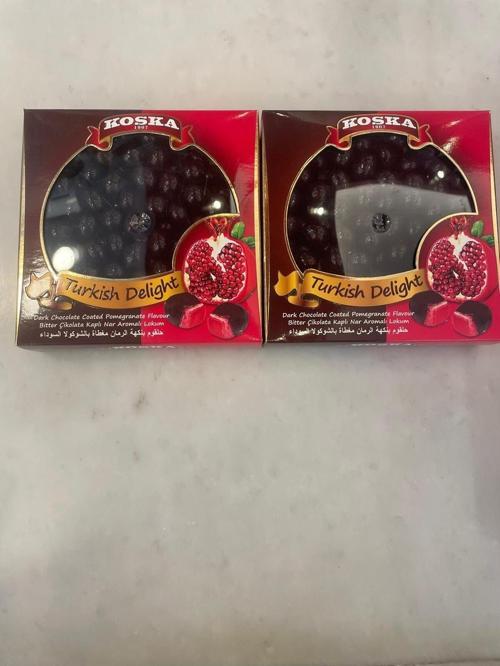 KOSKA
1907
Turkish Delight
Dark Chocolate Coated Pomegranate Flavour
Bitter Çikolata Kaplı Nar Aromalı Lokum
حلقوم بنكهة الرمان مغطاة بالشوكولا السوداء
KOSKA
1907
Turkish Delight
Dark Chocolate Coated Pomegranate Flavour
Bitter Çikolata Kaplı Nar Aromalı Lokum
حلقوم بنكهة الرمان مغطاة بالشوكولا السوداء
KOSKA